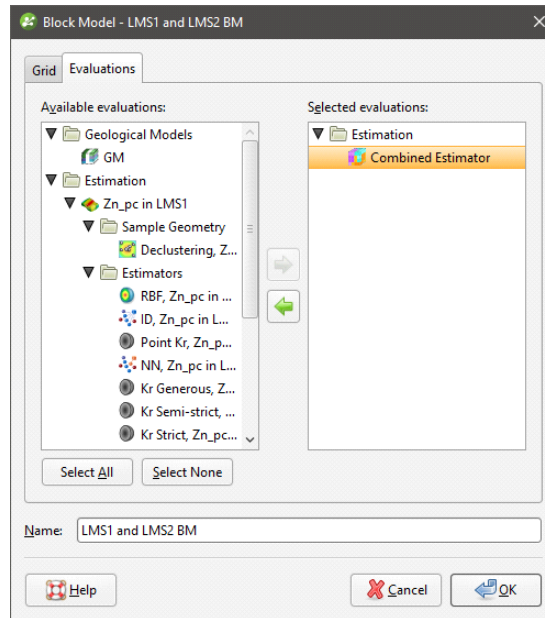 Block Model - LMS1 and LMS2 BM
Grid
Evaluations
Available evaluations:
Geological Models
GM
Estimation
Zn_pc in LMS1
Sample Geometry
Declustering, Z...
Estimators
RBF, Zn_pc in ...
ID, Zn_pc in L...
Point Kr, Zn_p...
NN, Zn_pc in L...
Kr Generous, Z...
Kr Semi-strict, ...
Kr Strict, Zn_pc...
Select All
Select None
Selected evaluations:
Estimation
Combined Estimator
Name: LMS1 and LMS2 BM
Help
Cancel
OK